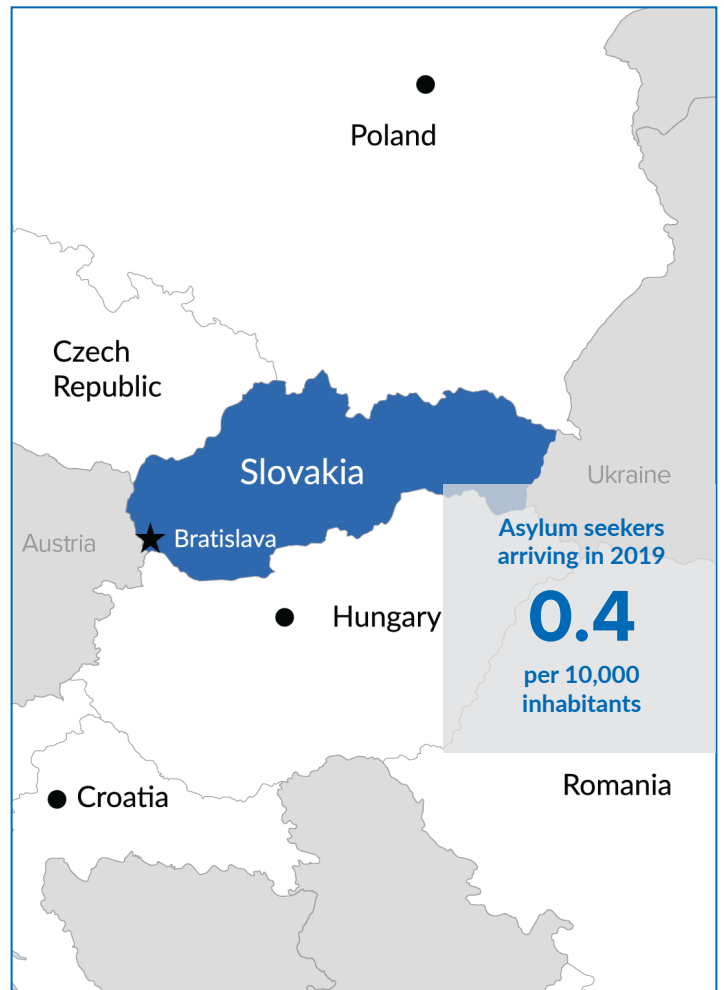 Poland
Czech
Republic
Slovakia
Ukraine
Austria
Bratislava
Asylum seekers
arriving in 2019
0.4
per 10,000
inhabitants
Hungary
Romania
Croatia